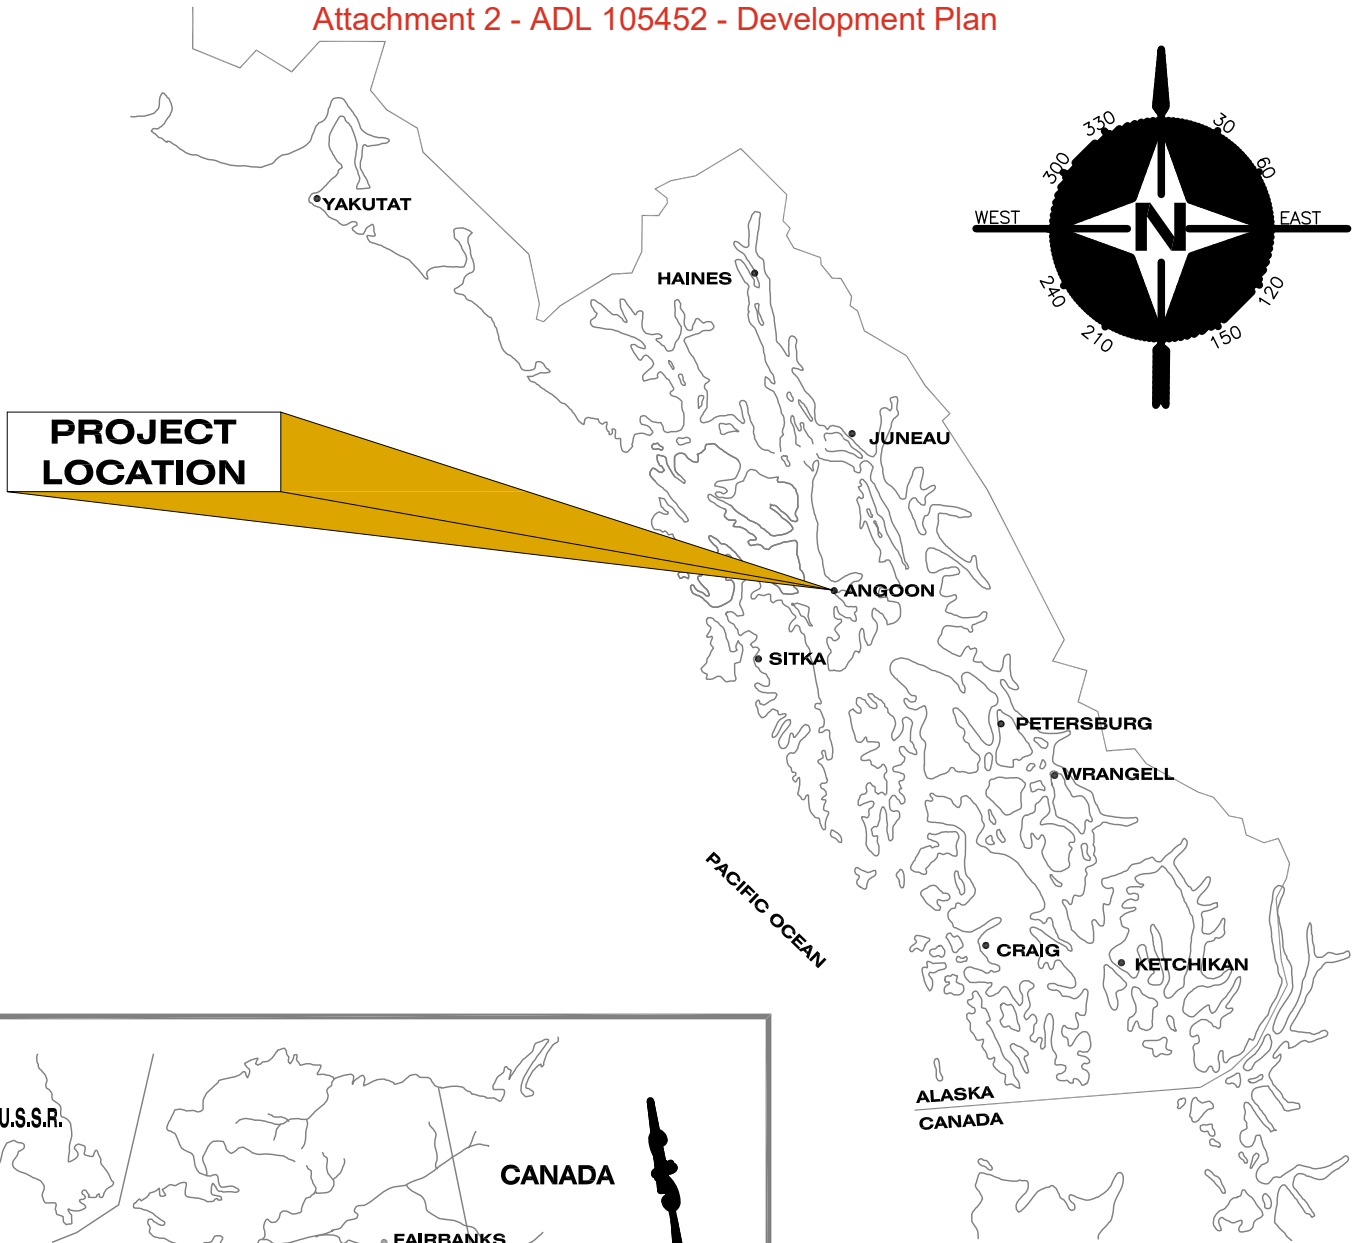 Attachment 2 - ADL 105452 - Development Plan
330
30
300
60
WEST
N
EAST
240
120
210
150
YAKUTAT
HAINES
PROJECT
LOCATION
JUNEAU
ANGOON
SITKA
PETERSBURG
WRANGELL
PACIFIC OCEAN
CRAIG
KETCHIKAN
ALASKA
CANADA
U.S.S.R.
CANADA
FAIRBANKS